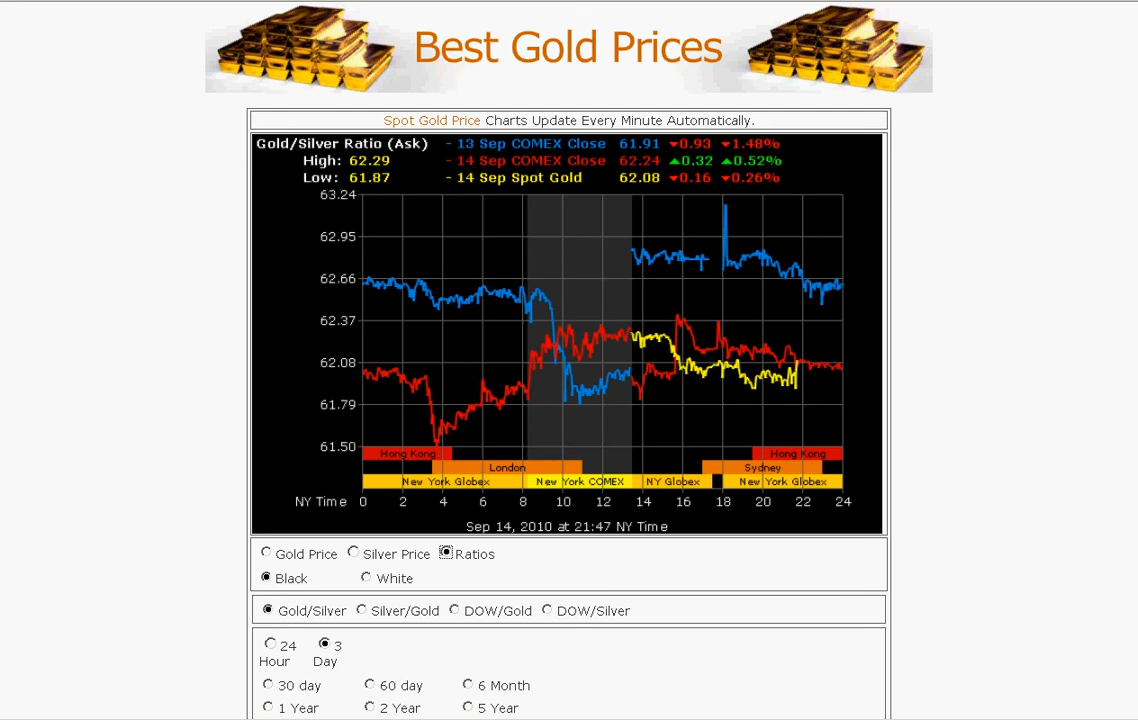 Best Gold Prices
Spot Gold Price Charts Update Every Minute Automatically.
Gold/Silver Ratio (Ask) - 13 Sep COMEX Close 61.91 ▼0.93 ▼1.48%
High: 62.29 - 14 Sep COMEX Close 62.24 ▲0.32 ▲0.52%
Low: 61.87 - 14 Sep Spot Gold 62.08 ▼0.16 ▼0.26%
63.24
62.95
62.66
62.37
62.08
61.79
61.50
Hong Kong Hong Kong
London Sydney
New York Globex New York COMEX NY Globex New York Globex
NY Time 0 2 4 6 8 10 12 14 16 18 20 22 24
Sep 14, 2010 at 21:47 NY Time
Gold Price Silver Price Ratios
Black White
Gold/Silver Silver/Gold DOW/Gold DOW/Silver
24 Hour 3 Day
30 day 60 day 6 Month
1 Year 2 Year 5 Year